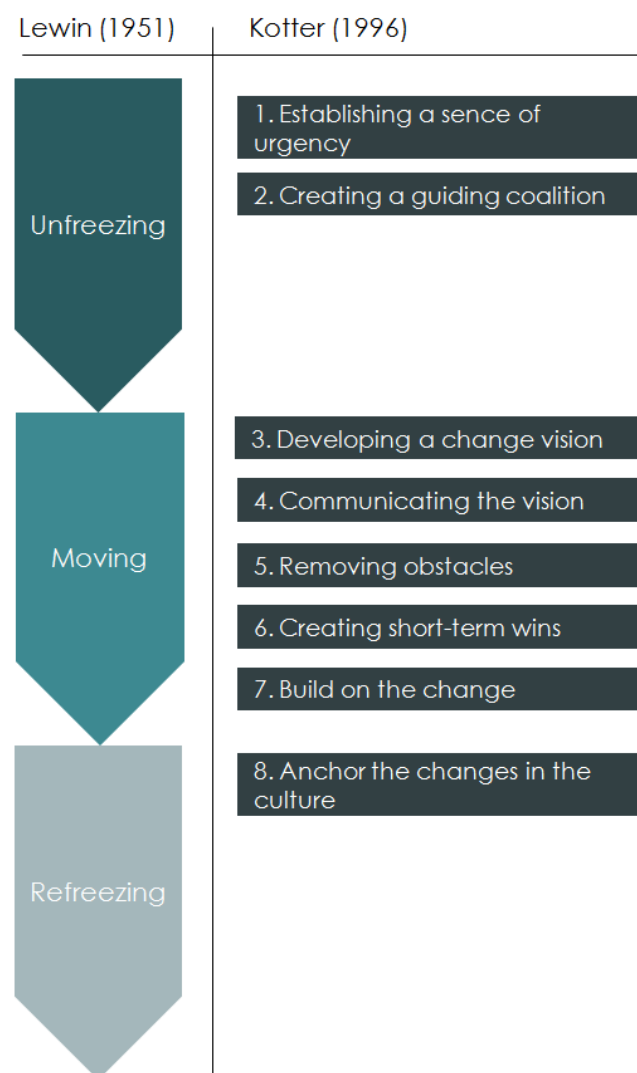 Lewin (1951)
Kotter (1996)
Unfreezing
1. Establishing a sence of
urgency
2. Creating a guiding coalition
Moving
3. Developing a change vision
4. Communicating the vision
5. Removing obstacles
6. Creating short-term wins
7. Build on the change
Refreezing
8. Anchor the changes in the
culture